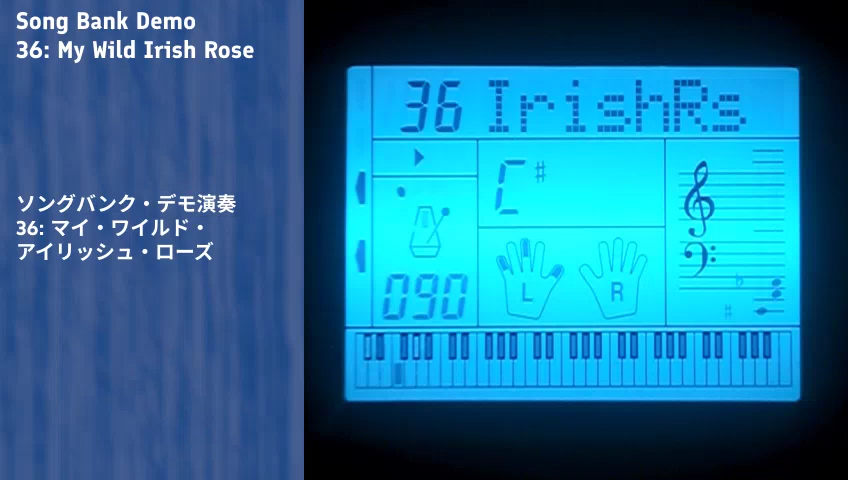 Song Bank Demo
36: My Wild Irish Rose
ソングバンク・デモ演奏
36: マイ・ワイルド・
アイリッシュ・ローズ
36 IrishRs
C♯
L R
090